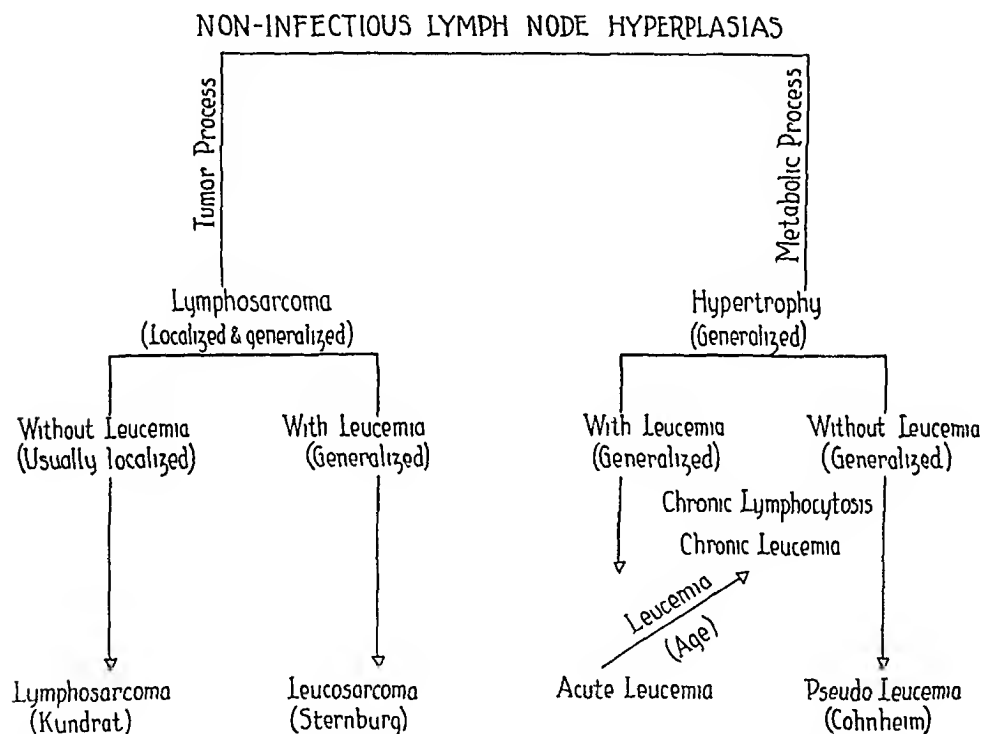 NON-INFECTIOUS LYMPH NODE HYPERPLASIAS
Tumor Process
Metabolic Process
Lymphosarcoma
(Localized & generalized)
Hypertrophy
(Generalized)
Without Leucemia
(Usually localized)
With Leucemia
(Generalized)
With Leucemia
(Generalized)
Without Leucemia
(Generalized)
Chronic Lymphocytosis
Chronic Leucemia
Leucemia
(Age)
Lymphosarcoma
(Kundrat)
Leucosarcoma
(Sternburg)
Acute Leucemia
Pseudo Leucemia
(Cohnheim)